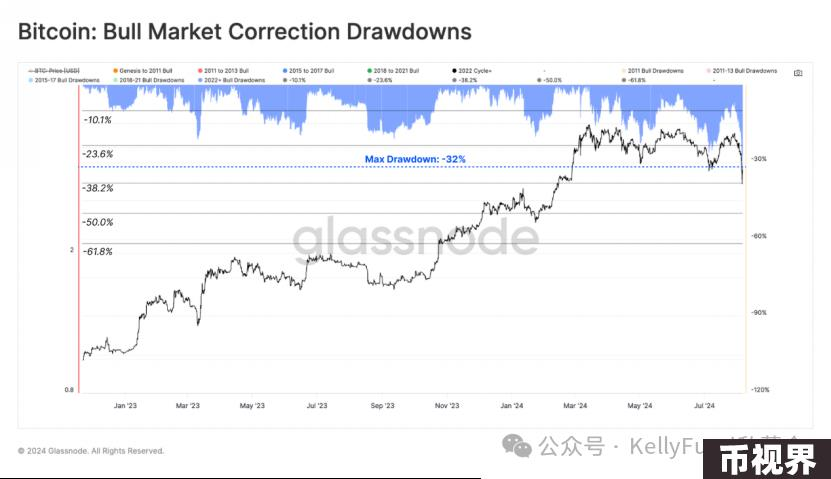 Bitcoin: Bull Market Correction Drawdowns
BTC: Price [USD] Genesis to 2011 Bull 2011 to 2013 Bull 2015 to 2017 Bull 2018 to 2021 Bull 2022 Cycle+ - 2011 Bull Drawdowns 2011-13 Bull Drawdowns
2015-17 Bull Drawdowns 2018-21 Bull Drawdowns 2022+ Bull Drawdowns -10.1% -23.6% -38.2% -50.0% -61.8% -
-10.1%
-23.6%
Max Drawdown: -32%
-30%
-38.2%
-50.0%
glassnode
-60%
-61.8%
2
-90%
0.8
-120%
Jan '23 Mar '23 May '23 Jul '23 Sep '23 Nov '23 Jan '24 Mar '24 May '24 Jul '24
© 2024 Glassnode. All Rights Reserved.
公众号 · KellyFu
币视界